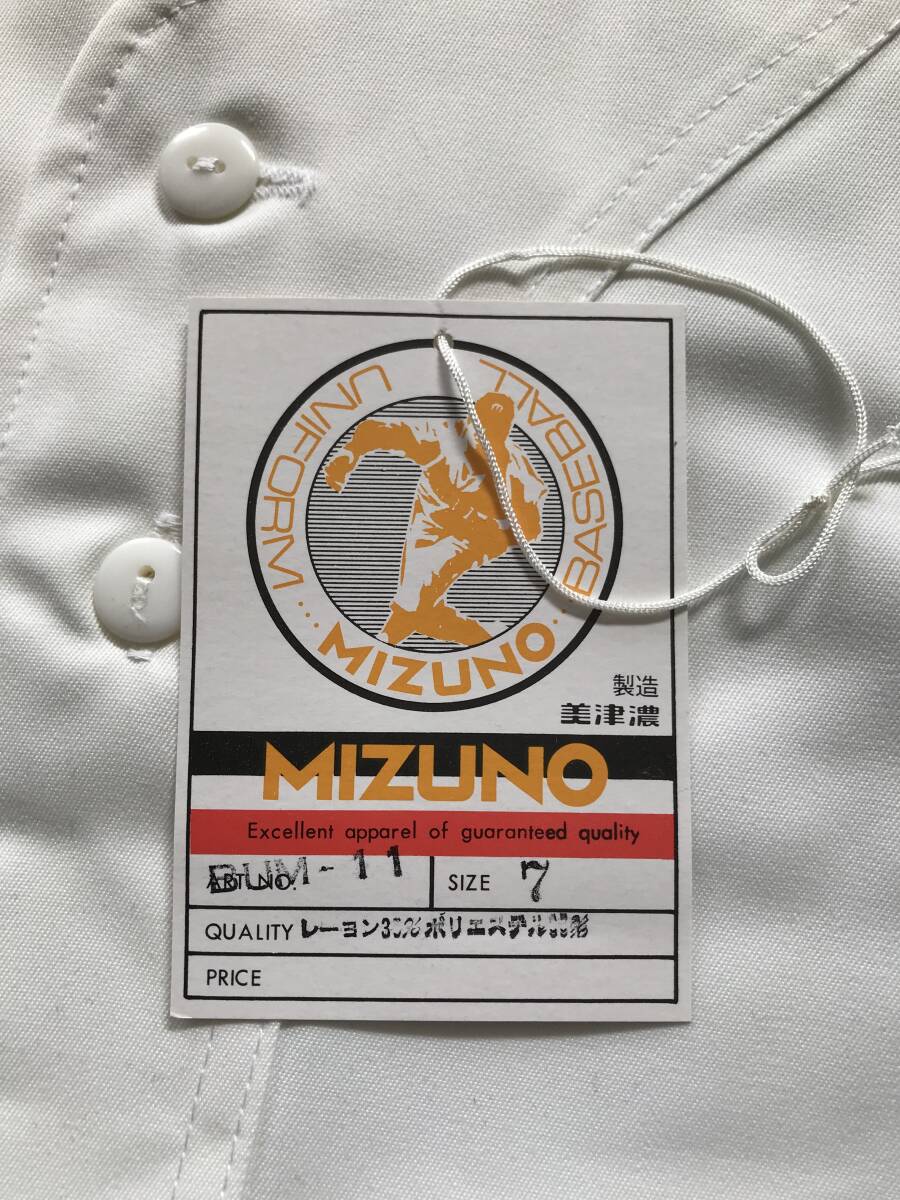 UNIFORM ... MIZUNO ... BASEBALL
製造
美津濃
MIZUNO
Excellent apparel of guaranteed quality
ART.NO. BUM-11
SIZE 7
QUALITY レーヨン35% ポリエステル
PRICE